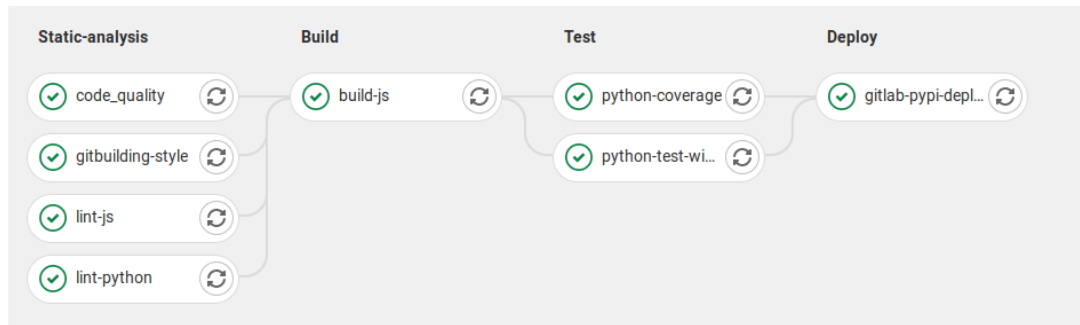 Static-analysis
code_quality
gitbuilding-style
lint-js
lint-python
Build
build-js
Test
python-coverage
python-test-wi...
Deploy
gitlab-pypi-depl...